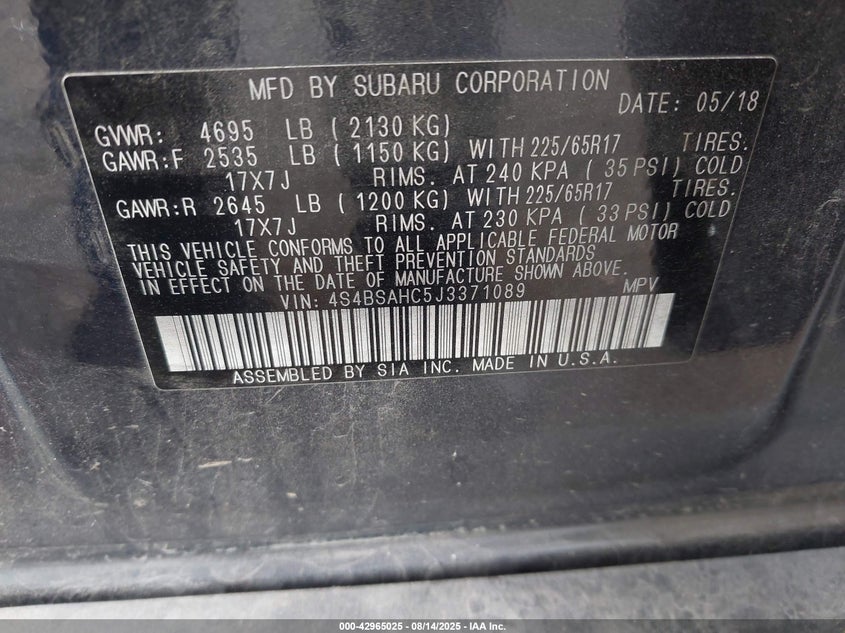 MFD BY SUBARU CORPORATION
DATE: 05/18
GVWR: 4695 LB ( 2130 KG)
GAWR:F 2535 LB ( 1150 KG) WITH 225/65R17 TIRES.
17X7J RIMS. AT 240 KPA ( 35 PSI) COLD
GAWR:R 2645 LB ( 1200 KG) WITH 225/65R17 TIRES.
17X7J RIMS. AT 230 KPA ( 33 PSI) COLD
THIS VEHICLE CONFORMS TO ALL APPLICABLE FEDERAL MOTOR
VEHICLE SAFETY AND THEFT PREVENTION STANDARDS
IN EFFECT ON THE DATE OF MANUFACTURE SHOWN ABOVE.
VIN: 4S4BSAHC5J3371089 MPV
ASSEMBLED BY SIA INC. MADE IN U.S.A.
000-42965025 - 08/14/2025 - IAA Inc.